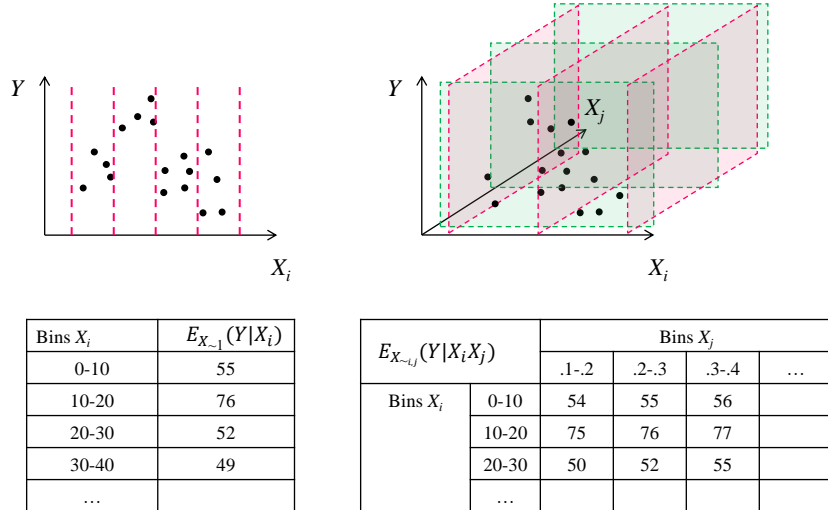 Y
X_i
Y
X_j
X_i
Bins X_i E_{X~1}(Y|X_i)
0-10 55
10-20 76
20-30 52
30-40 49
…
E_{X~i,j}(Y|X_iX_j) Bins X_j
.1-.2 .2-.3 .3-.4 …
Bins X_i 0-10 54 55 56
10-20 75 76 77
20-30 50 52 55
…